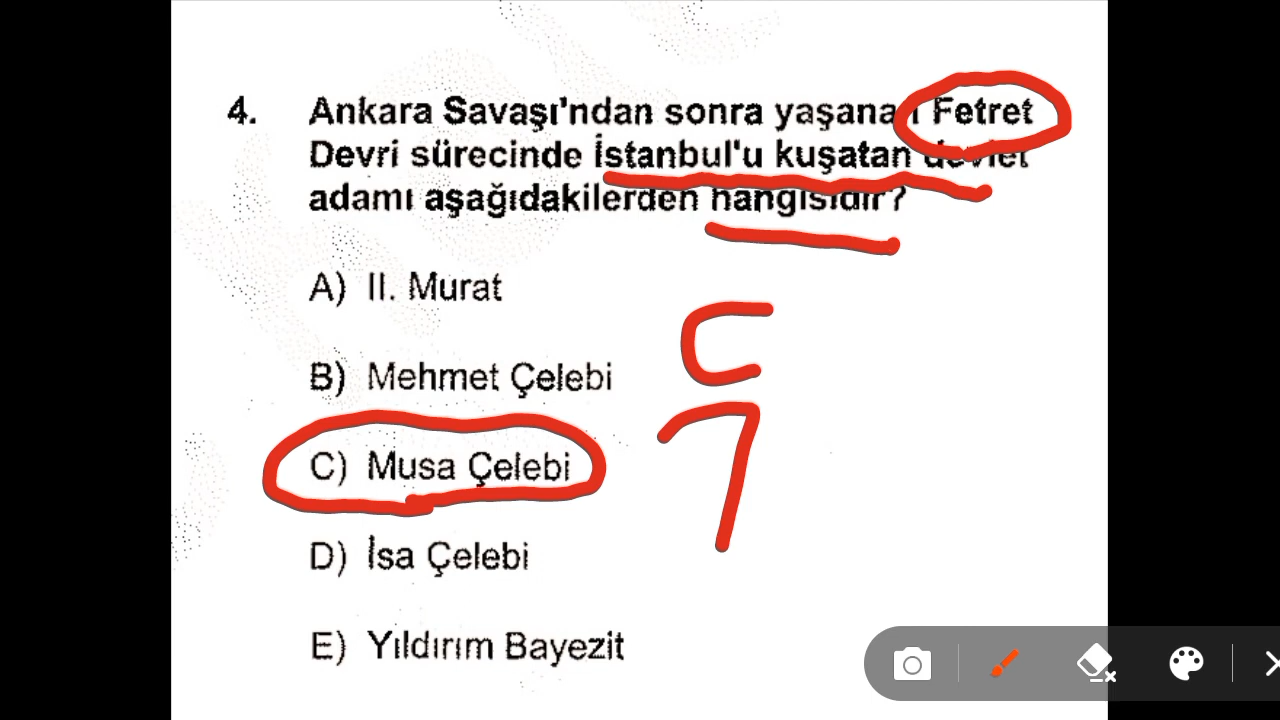 4. Ankara Savaşı'ndan sonra yaşanan Fetret
Devri sürecinde İstanbul'u kuşatan devlet
adamı aşağıdakilerden hangisidir?
A) II. Murat
B) Mehmet Çelebi
C) Musa Çelebi
D) İsa Çelebi
E) Yıldırım Bayezit
C